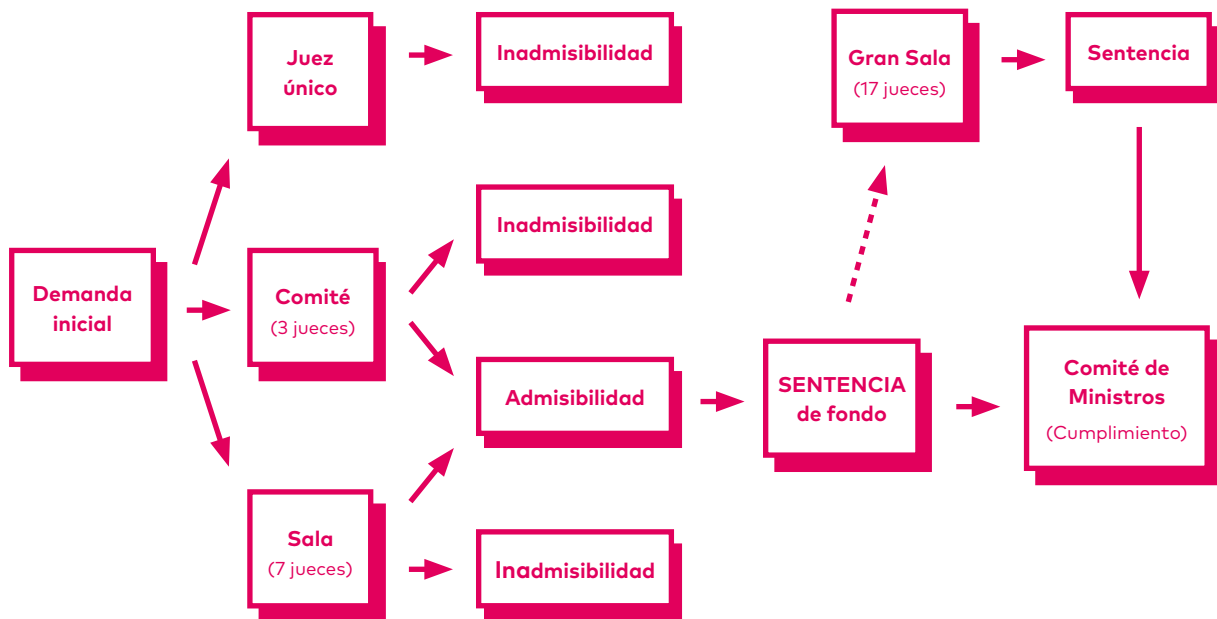 Juez
único
Inadmisibilidad
Gran Sala
(17 jueces)
Sentencia
Inadmisibilidad
Demanda
inicial
Comité
(3 jueces)
Admisibilidad
SENTENCIA
de fondo
Comité de
Ministros
(Cumplimiento)
Sala
(7 jueces)
Inadmisibilidad